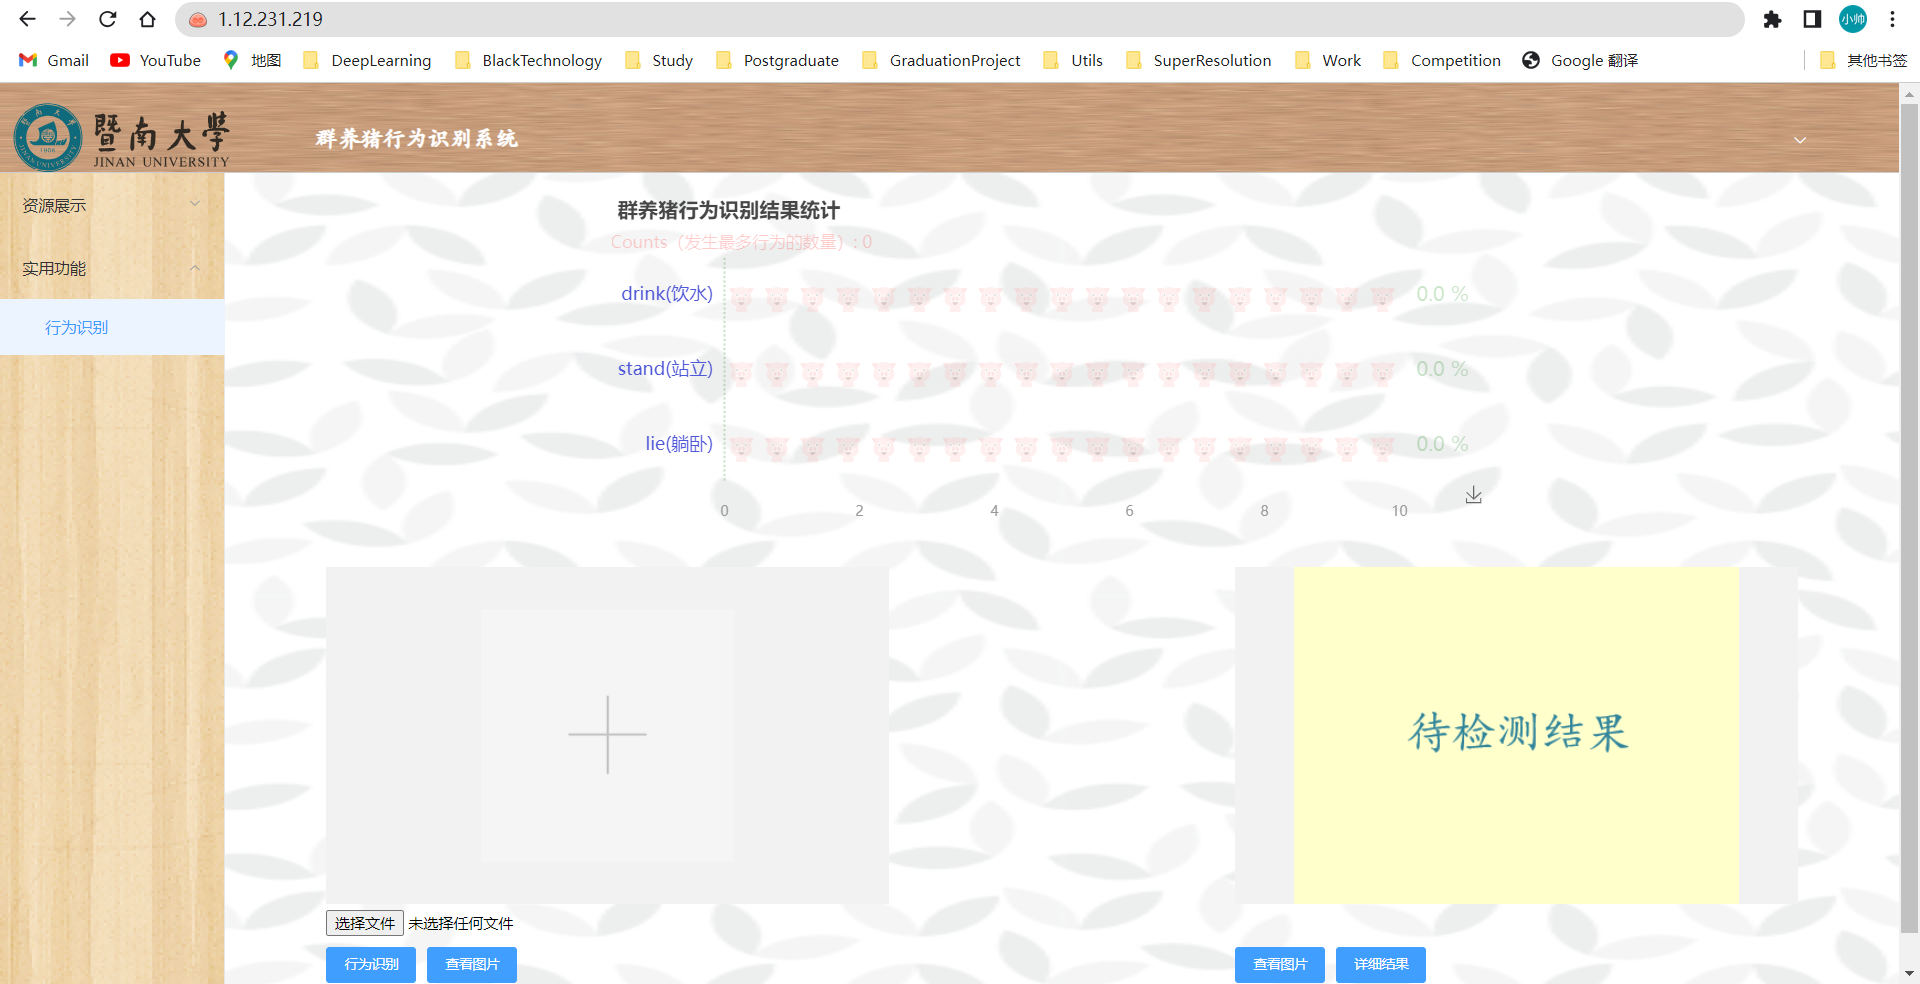 1.12.231.219
Gmail YouTube 地图 DeepLearning BlackTechnology Study Postgraduate GraduationProject Utils SuperResolution Work Competition Google 翻译 其他书签
小帅
暨南大學
JINAN UNIVERSITY
1906
群养猪行为识别系统
资源展示
实用功能
行为识别
群养猪行为识别结果统计
Counts（发生最多行为的数量）: 0
drink(饮水) 0.0 %
stand(站立) 0.0 %
lie(躺卧) 0.0 %
0 2 4 6 8 10
待检测结果
选择文件 未选择任何文件
行为识别 查看图片 查看图片 详细结果